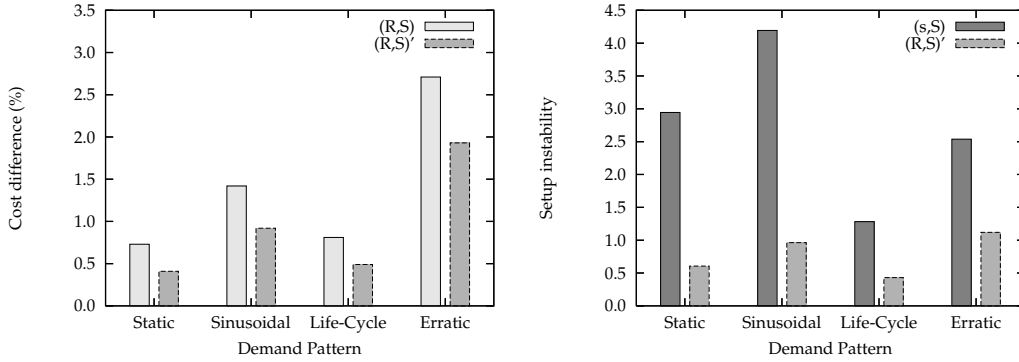 3.5
3.0
2.5
2.0
1.5
1.0
0.5
0.0
Cost difference (%)
(R,S)
(R,S)'
Static Sinusoidal Life-Cycle Erratic
Demand Pattern
4.5
4.0
3.5
3.0
2.5
2.0
1.5
1.0
0.5
0.0
Setup instability
(s,S)
(R,S)'
Static Sinusoidal Life-Cycle Erratic
Demand Pattern